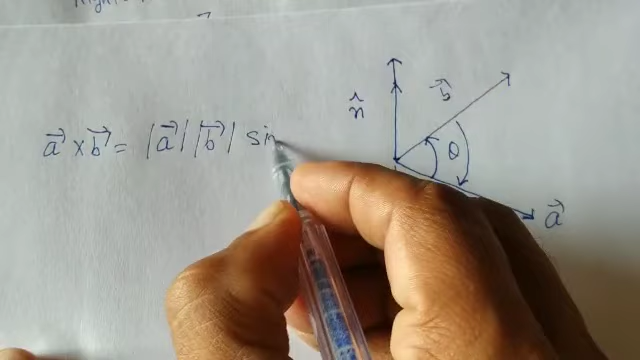 a⃗ × b⃗ = |a⃗| |b⃗| sin
n̂
b⃗
θ
a⃗